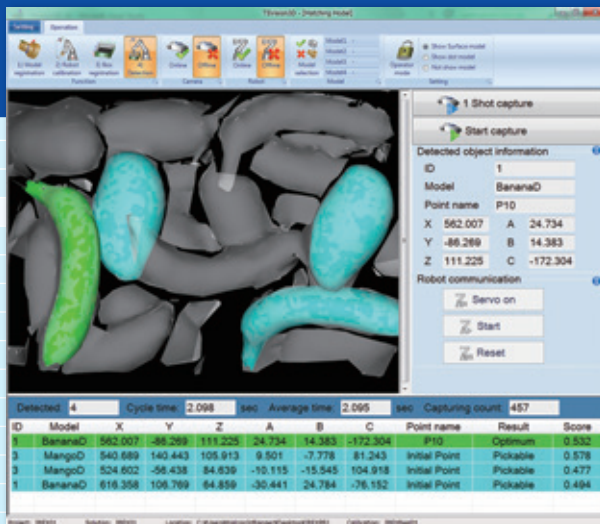 TSVision3D - [Matching Model]
Setting Operation
1) Model registration
2) Robot calibration
3) Box registration
4) Detection
Online
Offline
Online
Offline
Model selection
Model1 -
Model2 -
Model3 -
Model4 -
Operator mode
Show Surface model
Show dot model
Not show model
Function Camera Robot Model Setting
1 Shot capture
Start capture
Detected object information
ID 1
Model BananaD
Point name P10
X 562.007 A 24.734
Y -86.269 B 14.383
Z 111.225 C -172.304
Robot communication
Servo on
Start
Reset
Detected: 4 Cycle time: 2.098 sec Average time: 2.095 sec Capturing count: 457
ID Model X Y Z A B C Point name Result Score
1 BananaD 562.007 -86.269 111.225 24.734 14.383 -172.304 P10 Optimum 0.532
3 MangoD 540.689 140.443 105.913 9.501 -7.778 81.243 Initial Point Pickable 0.578
3 MangoD 524.602 -56.438 84.639 -10.115 -15.545 104.918 Initial Point Pickable 0.477
1 BananaD 616.358 106.769 64.859 -30.441 24.784 -76.152 Initial Point Pickable 0.494